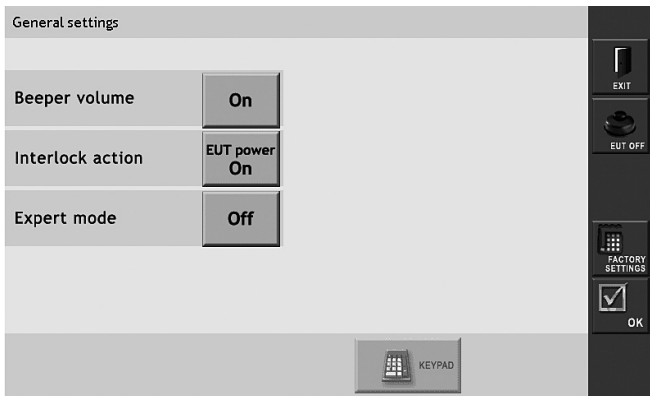 General settings
EXIT
Beeper volume
On
EUT OFF
Interlock action
EUT power
On
Expert mode
Off
FACTORY
SETTINGS
OK
KEYPAD